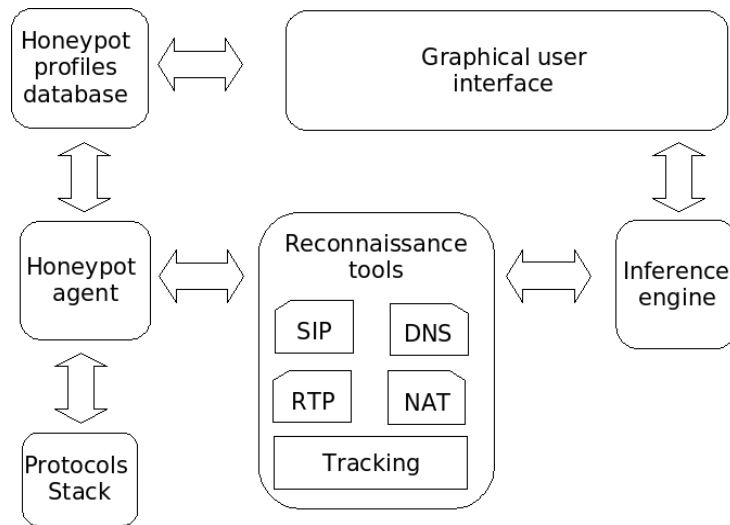 Honeypot
profiles
database
Graphical user
interface
Honeypot
agent
Reconnaissance
tools
SIP
DNS
RTP
NAT
Tracking
Inference
engine
Protocols
Stack